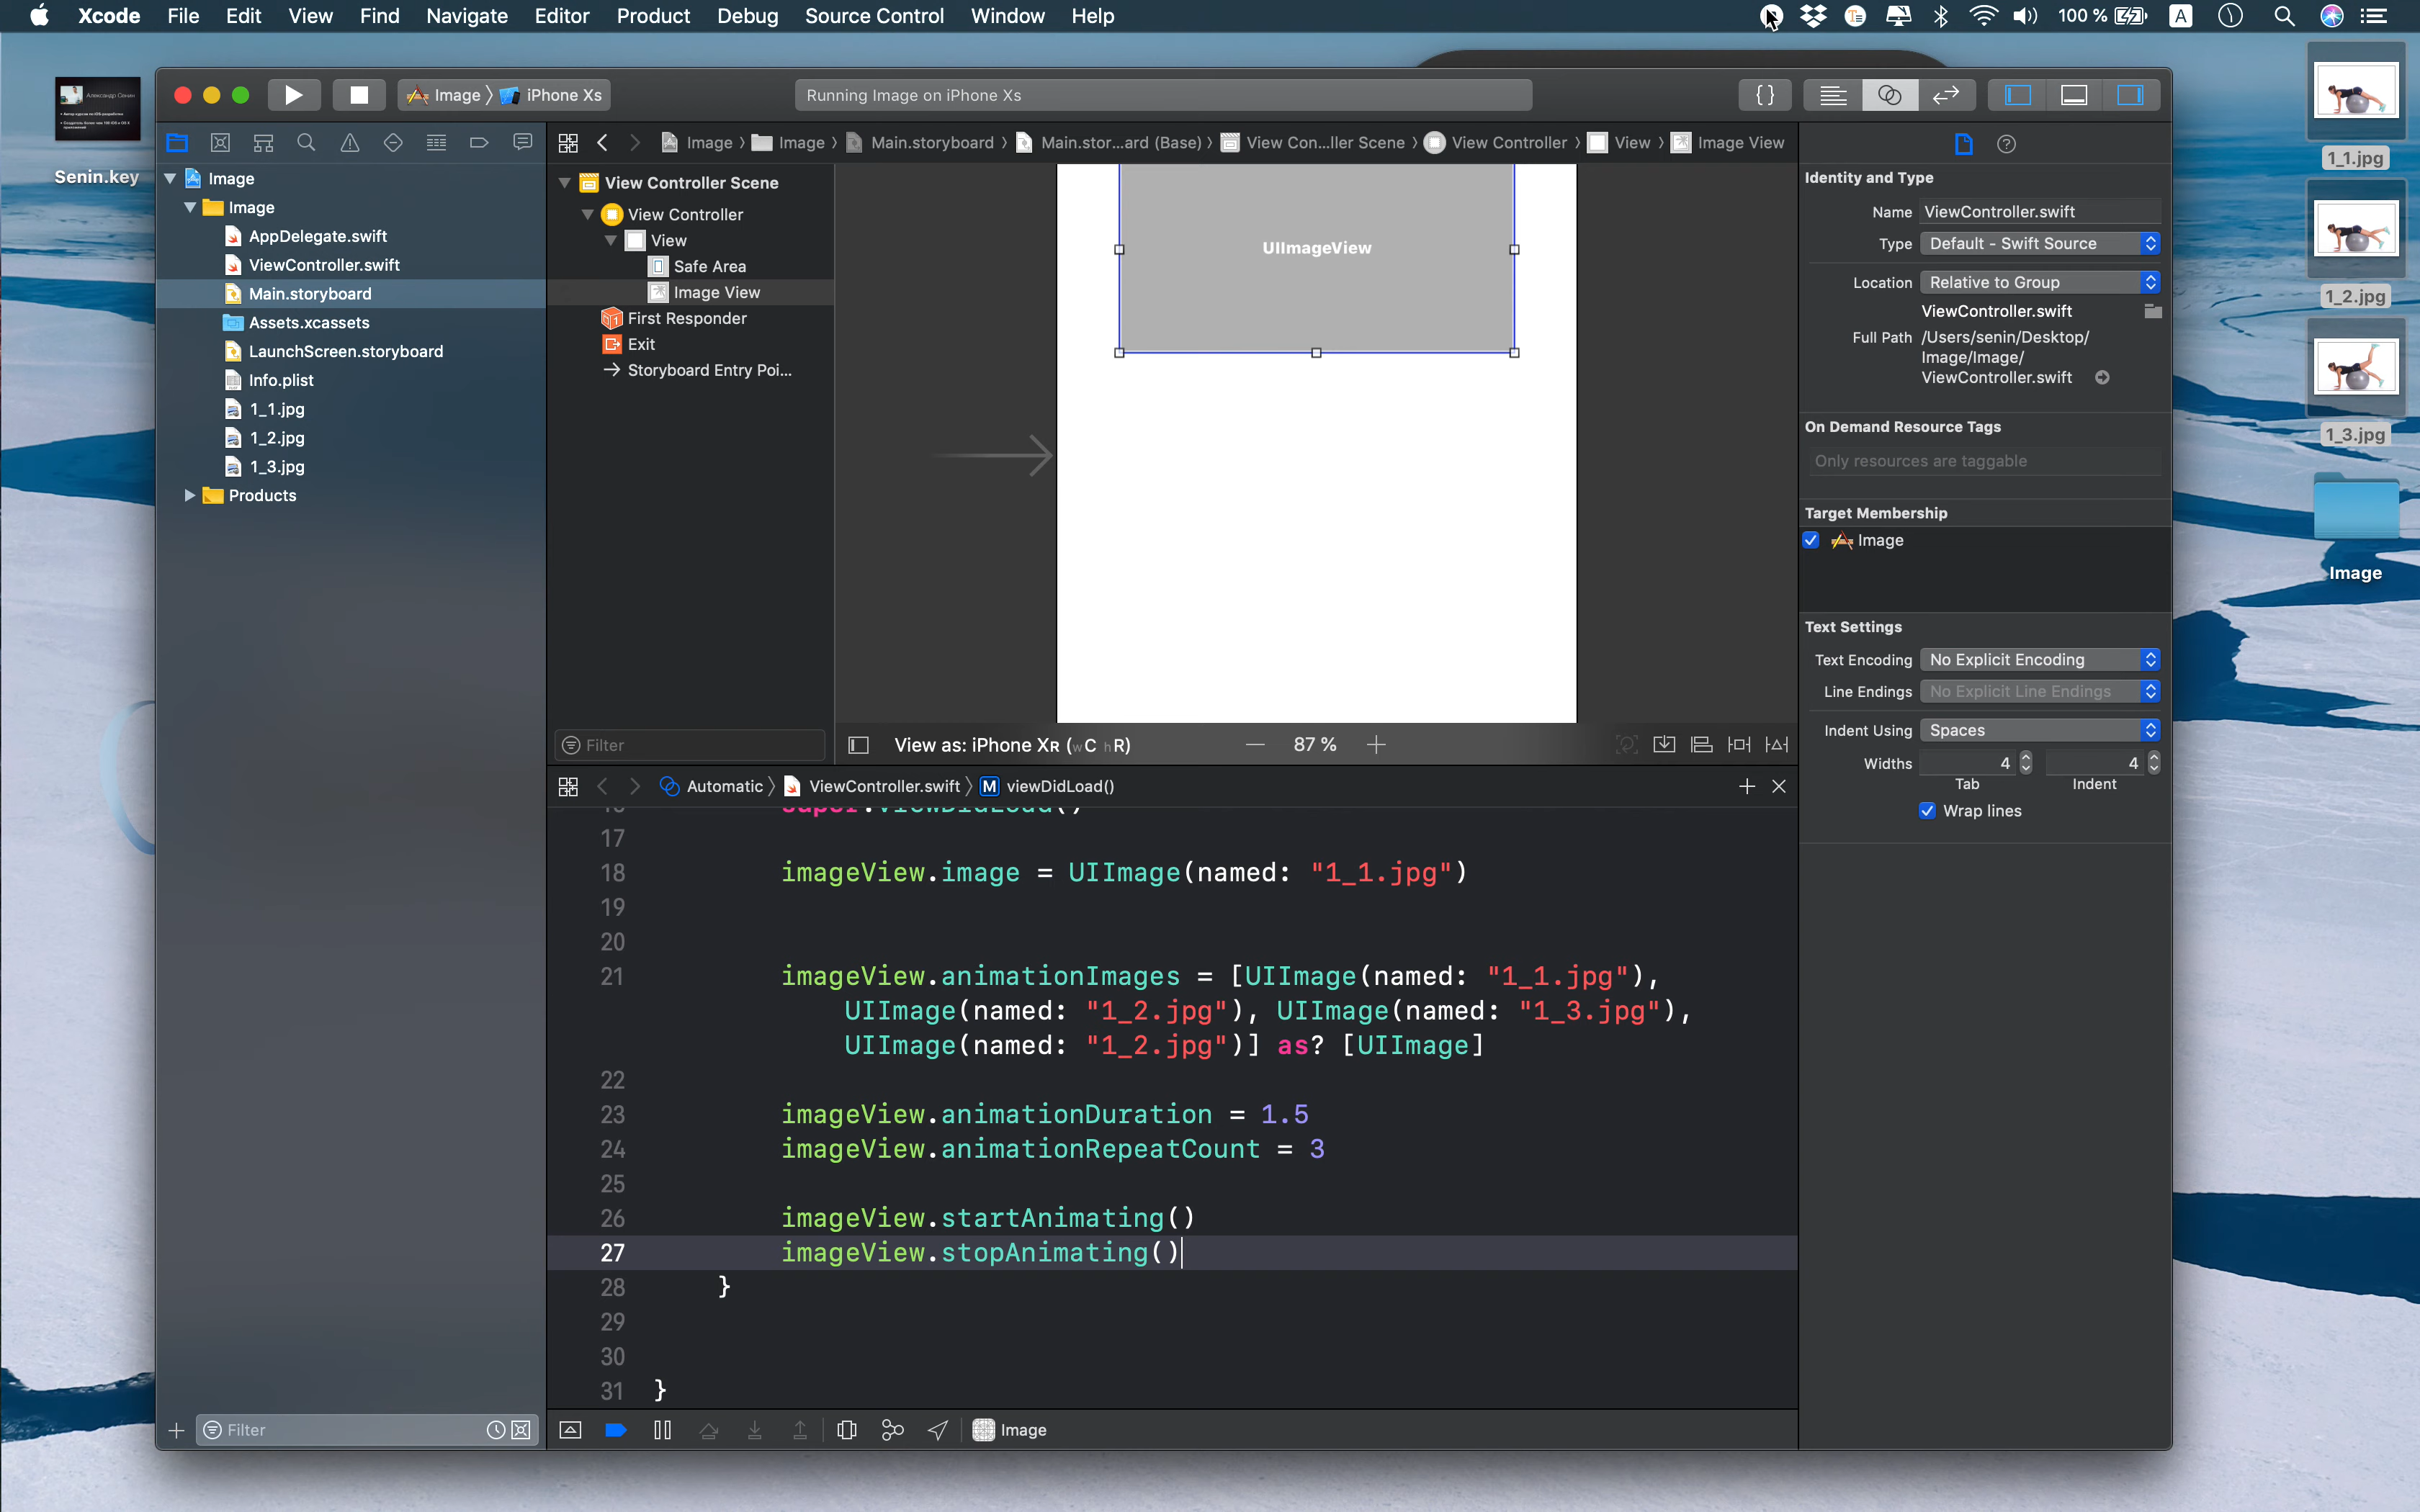 Xcode File Edit View Find Navigate Editor Product Debug Source Control Window Help
100 %
A
Senin.key
Александр Сенин
Image 〉 iPhone Xs
Running Image on iPhone Xs
{ }
Image
Image
AppDelegate.swift
ViewController.swift
Main.storyboard
Assets.xcassets
LaunchScreen.storyboard
Info.plist
1_1.jpg
1_2.jpg
1_3.jpg
Products
Filter
Image 〉 Image 〉 Main.storyboard 〉 Main.stor...ard (Base) 〉 View Con...ller Scene 〉 View Controller 〉 View 〉 Image View
View Controller Scene
View Controller
View
Safe Area
Image View
First Responder
Exit
Storyboard Entry Poi...
Filter
UIImageView
View as: iPhone XR (wC hR)
87 %
Automatic 〉 ViewController.swift 〉 M viewDidLoad()
16 super.viewDidLoad()
17
18 imageView.image = UIImage(named: "1_1.jpg")
19
20
21 imageView.animationImages = [UIImage(named: "1_1.jpg"),
UIImage(named: "1_2.jpg"), UIImage(named: "1_3.jpg"),
UIImage(named: "1_2.jpg")] as? [UIImage]
22
23 imageView.animationDuration = 1.5
24 imageView.animationRepeatCount = 3
25
26 imageView.startAnimating()
27 imageView.stopAnimating()
28 }
29
30
31 }
Image
Identity and Type
Name ViewController.swift
Type Default - Swift Source
Location Relative to Group
ViewController.swift
Full Path /Users/senin/Desktop/
Image/Image/
ViewController.swift
On Demand Resource Tags
Only resources are taggable
Target Membership
Image
Text Settings
Text Encoding No Explicit Encoding
Line Endings No Explicit Line Endings
Indent Using Spaces
Widths 4 4
Tab Indent
Wrap lines
1_1.jpg
1_2.jpg
1_3.jpg
Image